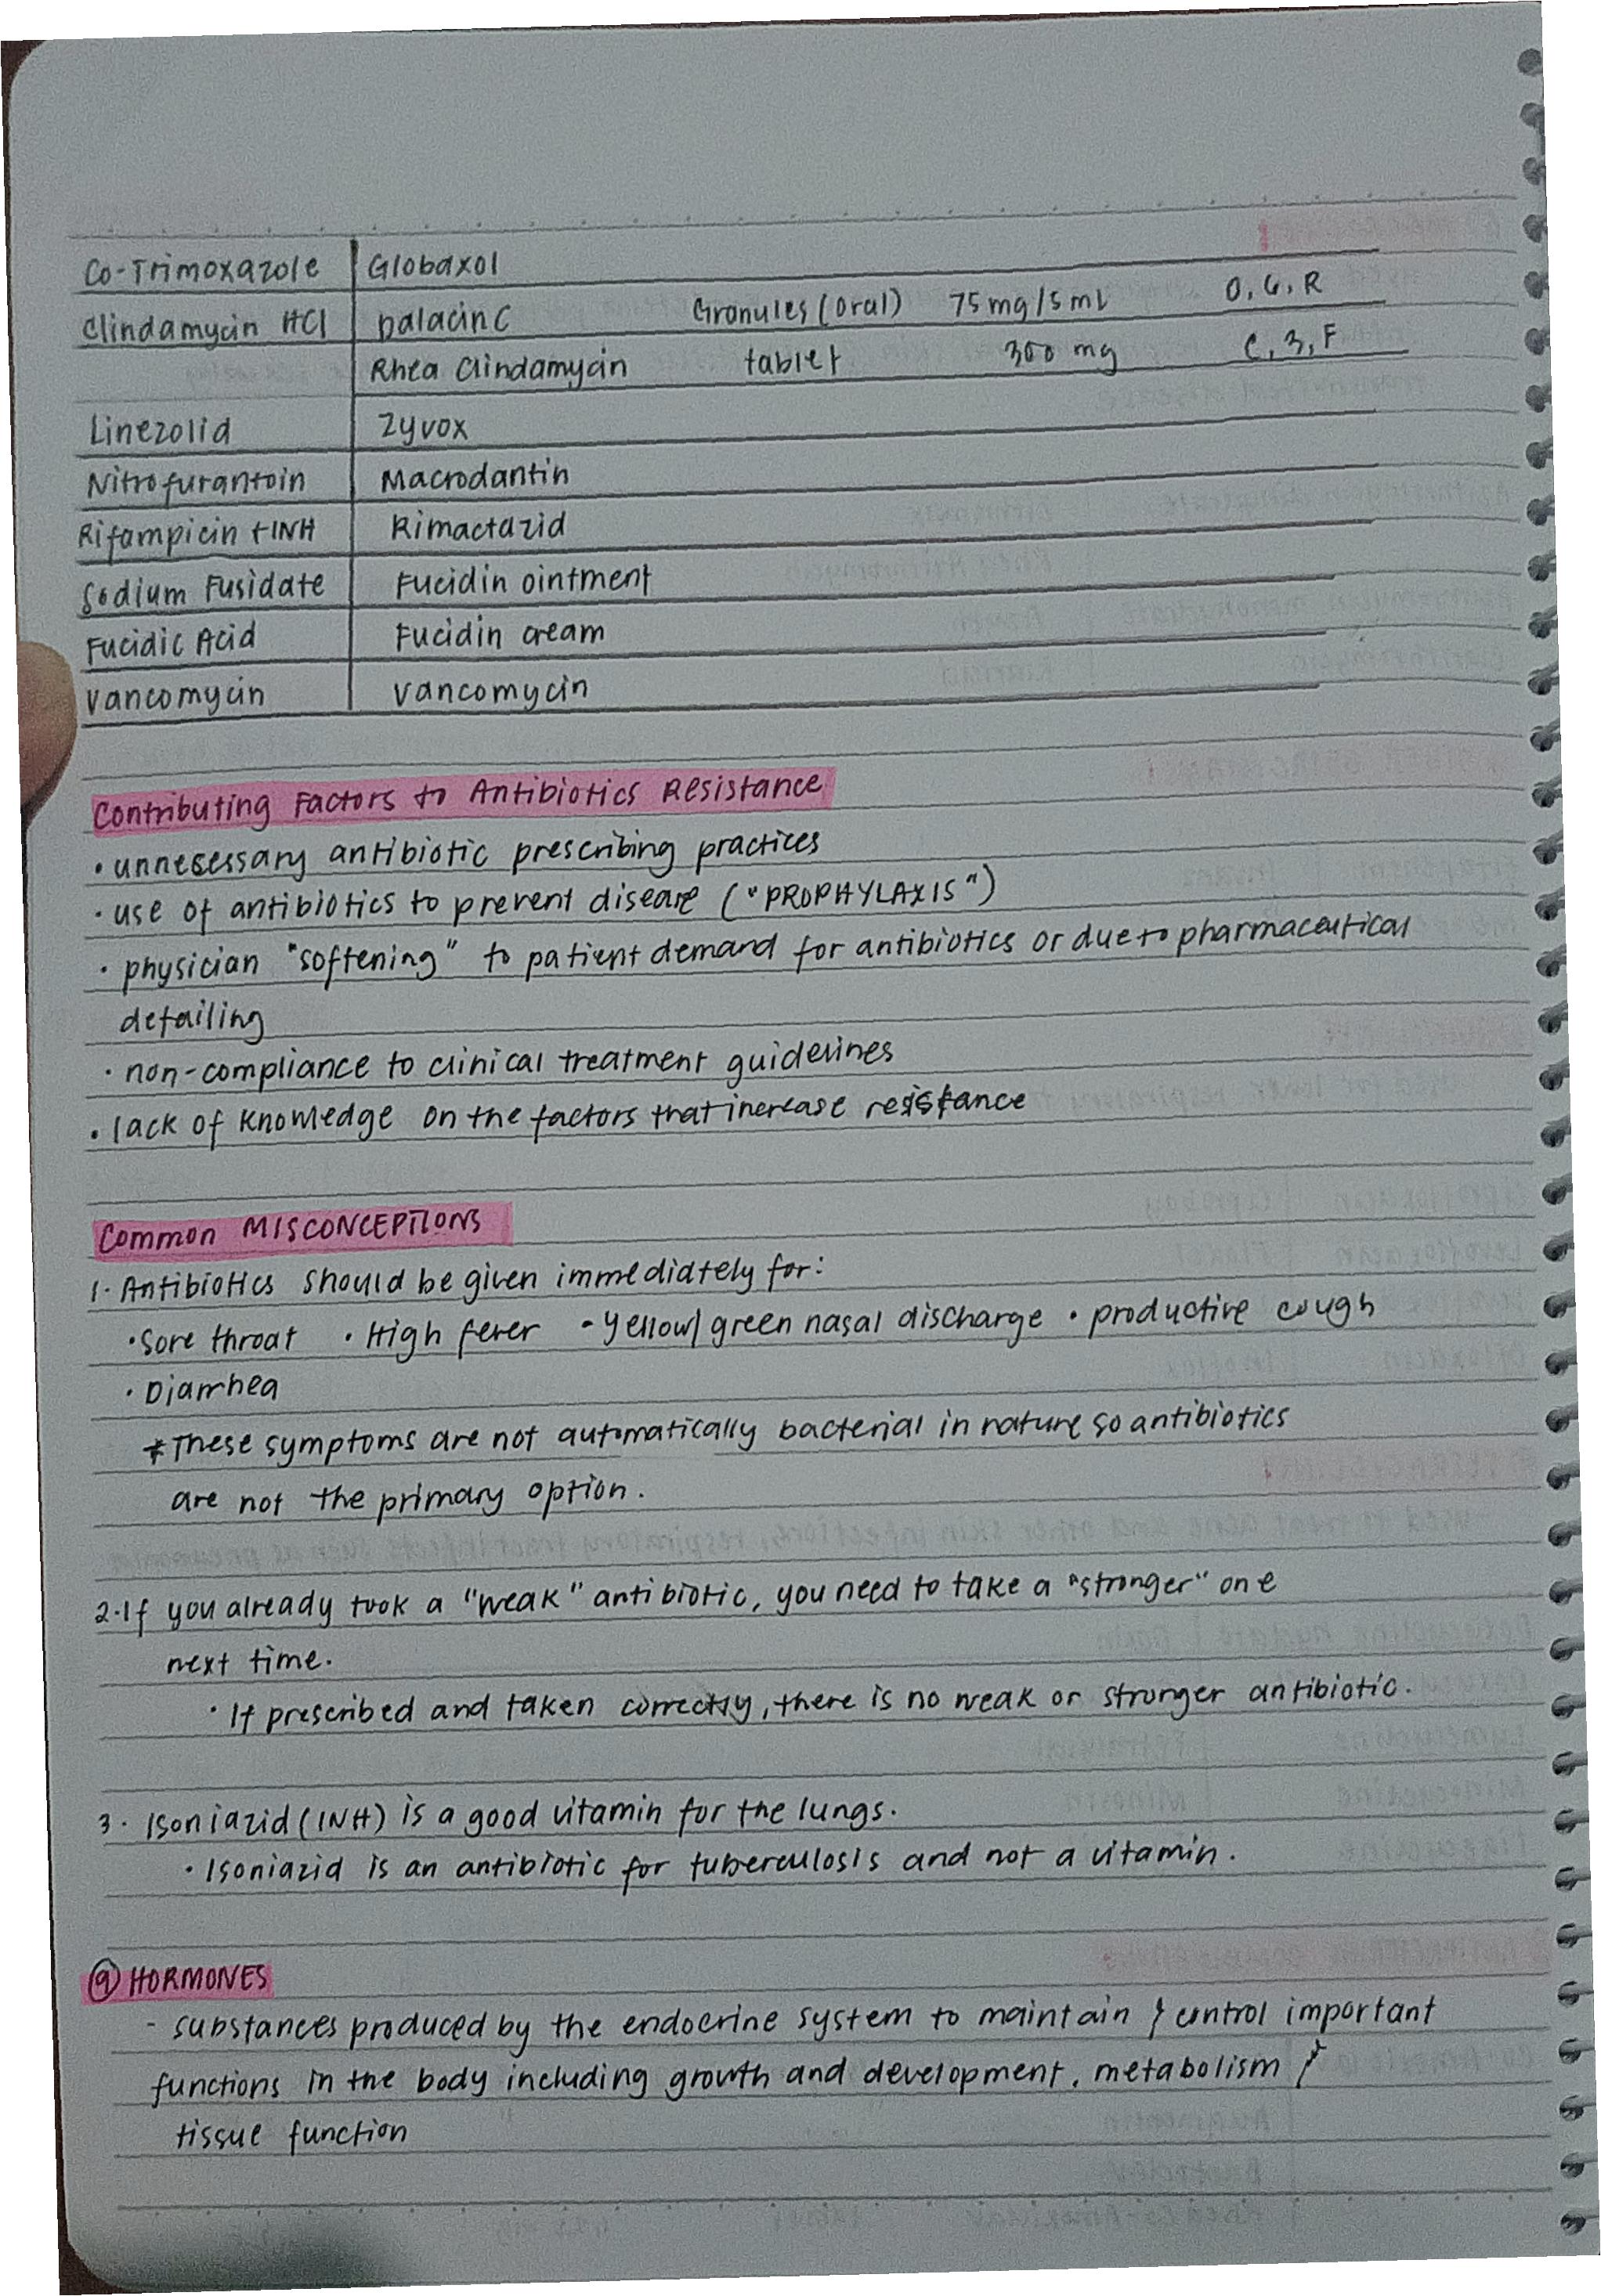 Co-Trimoxazole Globaxol
Clindamycin HCl Dalacin C Granules (Oral) 75 mg/5 mL O, G, R
Rhea Clindamycin tablet 300 mg C, 3, F
Linezolid Zyvox
Nitrofurantoin Macrodantin
Rifampicin + INH Rimactazid
Sodium Fusidate Fucidin ointment
Fucidic Acid Fucidin cream
Vancomycin Vancomycin
Contributing Factors to Antibiotics Resistance
• unnecessary antibiotic prescribing practices
• use of antibiotics to prevent disease ("PROPHYLAXIS")
• physician "softening" to patient demand for antibiotics or due to pharmaceutical
detailing
• non-compliance to clinical treatment guidelines
• lack of knowledge on the factors that increase resistance
Common MISCONCEPTIONS
1. Antibiotics should be given immediately for:
• Sore throat • High fever • yellow/green nasal discharge • productive cough
• Diarrhea
* These symptoms are not automatically bacterial in nature so antibiotics
are not the primary option.
2. If you already took a "weak" antibiotic, you need to take a "stronger" one
next time.
• If prescribed and taken correctly, there is no weak or stronger antibiotic.
3. Isoniazid (INH) is a good vitamin for the lungs.
• Isoniazid is an antibiotic for tuberculosis and not a vitamin.
⑨ HORMONES
- substances produced by the endocrine system to maintain & control important
functions in the body including growth and development, metabolism &
tissue function